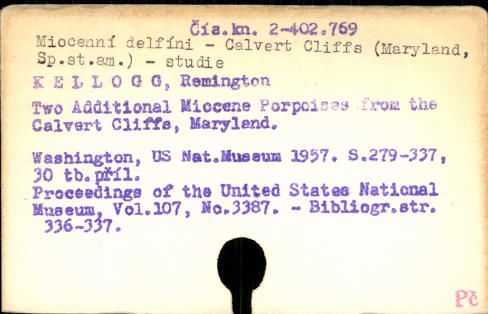 Čís.kn. 2-402.769
Miocenní delfíni - Calvert Cliffs (Maryland,
Sp.st.am.) - studie
K E L L O G G, Remington
Two Additional Miocene Porpoises from the
Calvert Cliffs, Maryland.
Washington, US Nat.Museum 1957. S.279-337,
30 tb.příl.
Proceedings of the United States National
Museum, Vol.107, No.3387. - Bibliogr.str.
336-337.
Pč